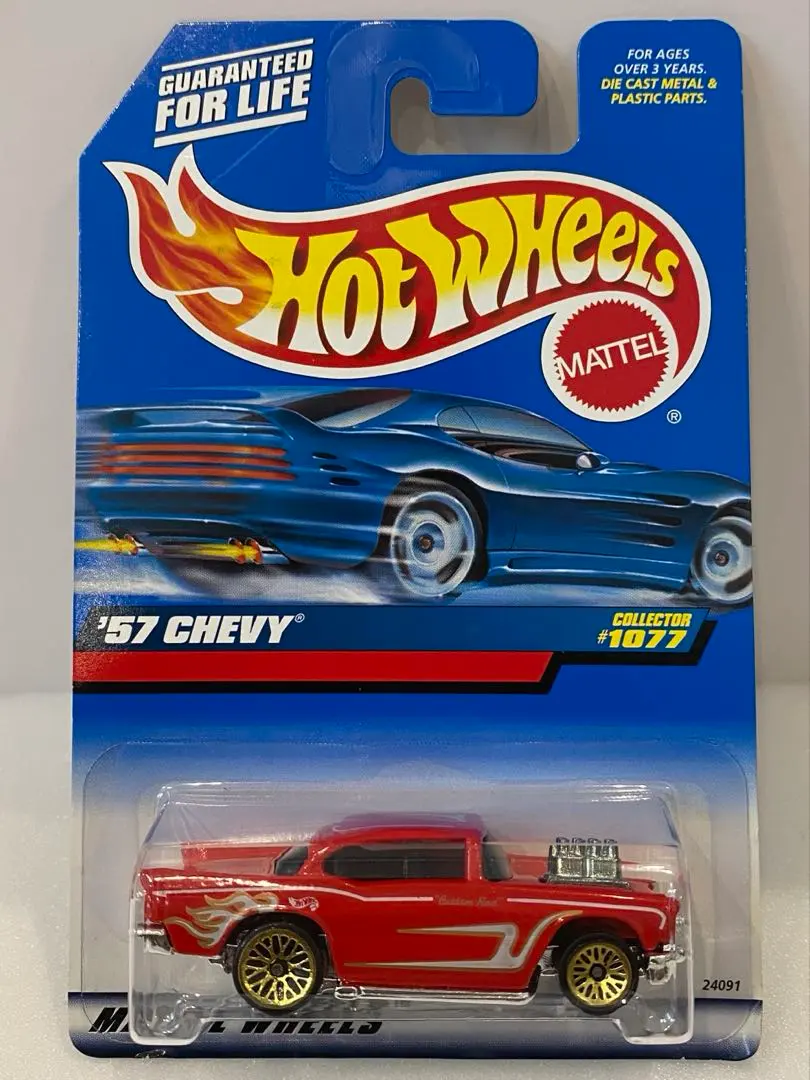 GUARANTEED
FOR LIFE
FOR AGES
OVER 3 YEARS.
DIE CAST METAL &
PLASTIC PARTS.
HOT WHEELS
MATTEL
®
'57 CHEVY®
COLLECTOR
#1077
24091
WHEELS